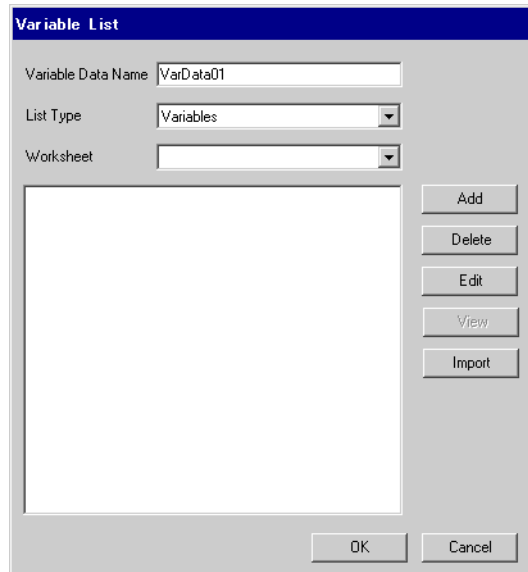 Variable List
Variable Data Name VarData01
List Type Variables
Worksheet
Add
Delete
Edit
View
Import
OK Cancel